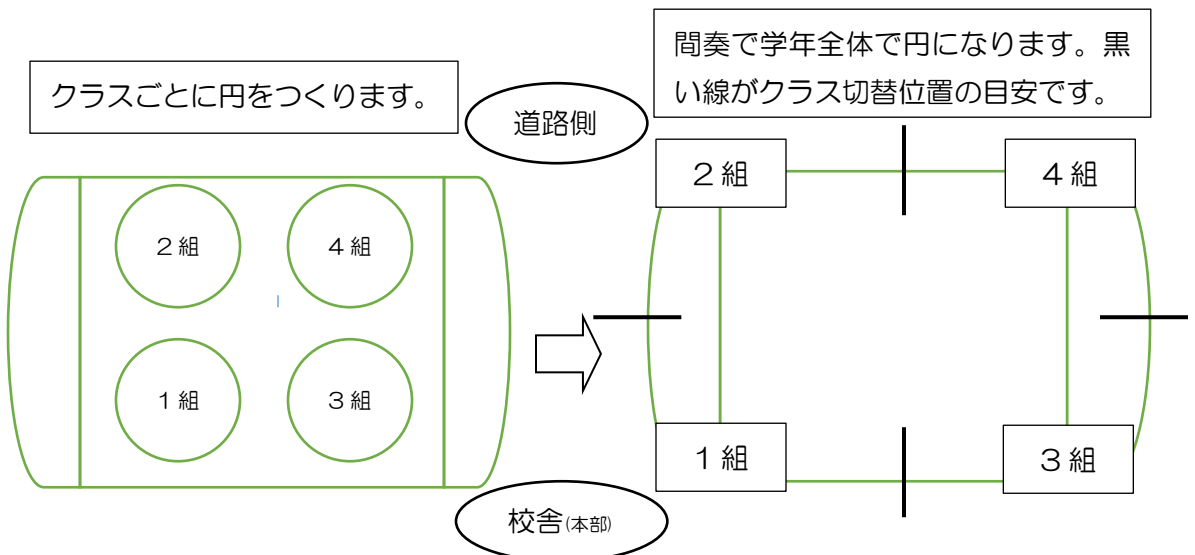 クラスごとに円をつくります。
道路側
間奏で学年全体で円になります。黒
い線がクラス切替位置の目安です。
2組
4組
1組
3組
2組
4組
1組
3組
校舎(本部)